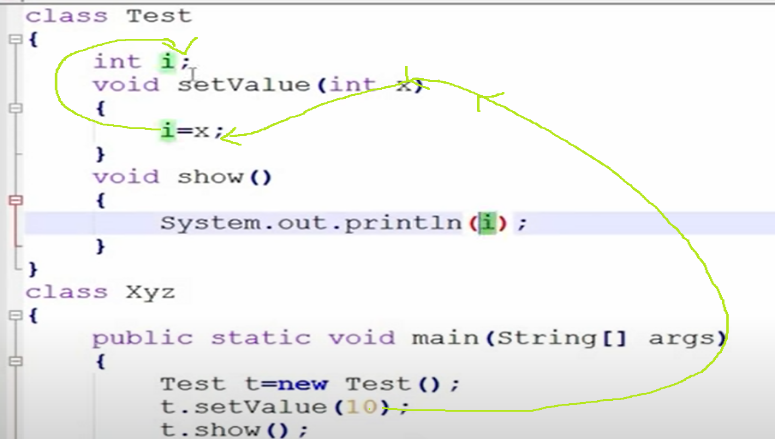 class Test
{
int i;
void setValue(int x)
{
i=x;
}
void show()
{
System.out.println(i);
}
}
class Xyz
{
public static void main(String[] args)
{
Test t=new Test();
t.setValue(10);
t.show();